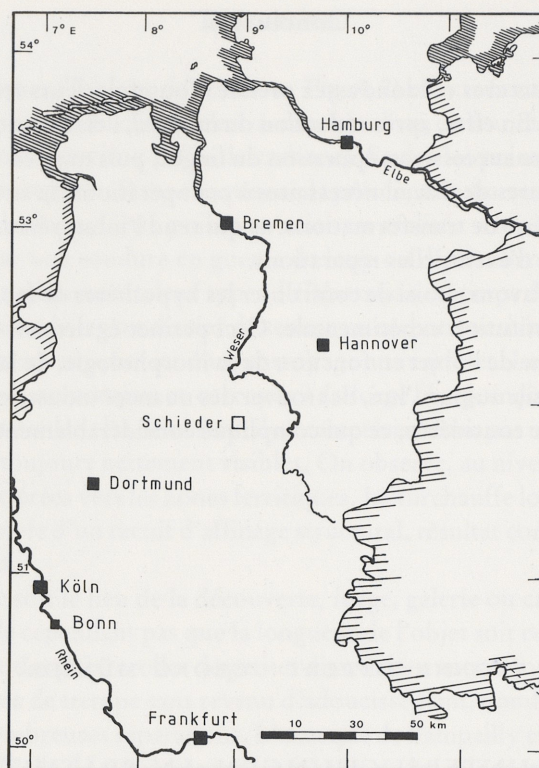 7° E 8° 9° 10°
54°
Hamburg
Elbe
53°
Bremen
Weser
Hannover
Schieder
Dortmund
51
Köln
Bonn
Rhein
Frankfurt
50°
10 30 50 km